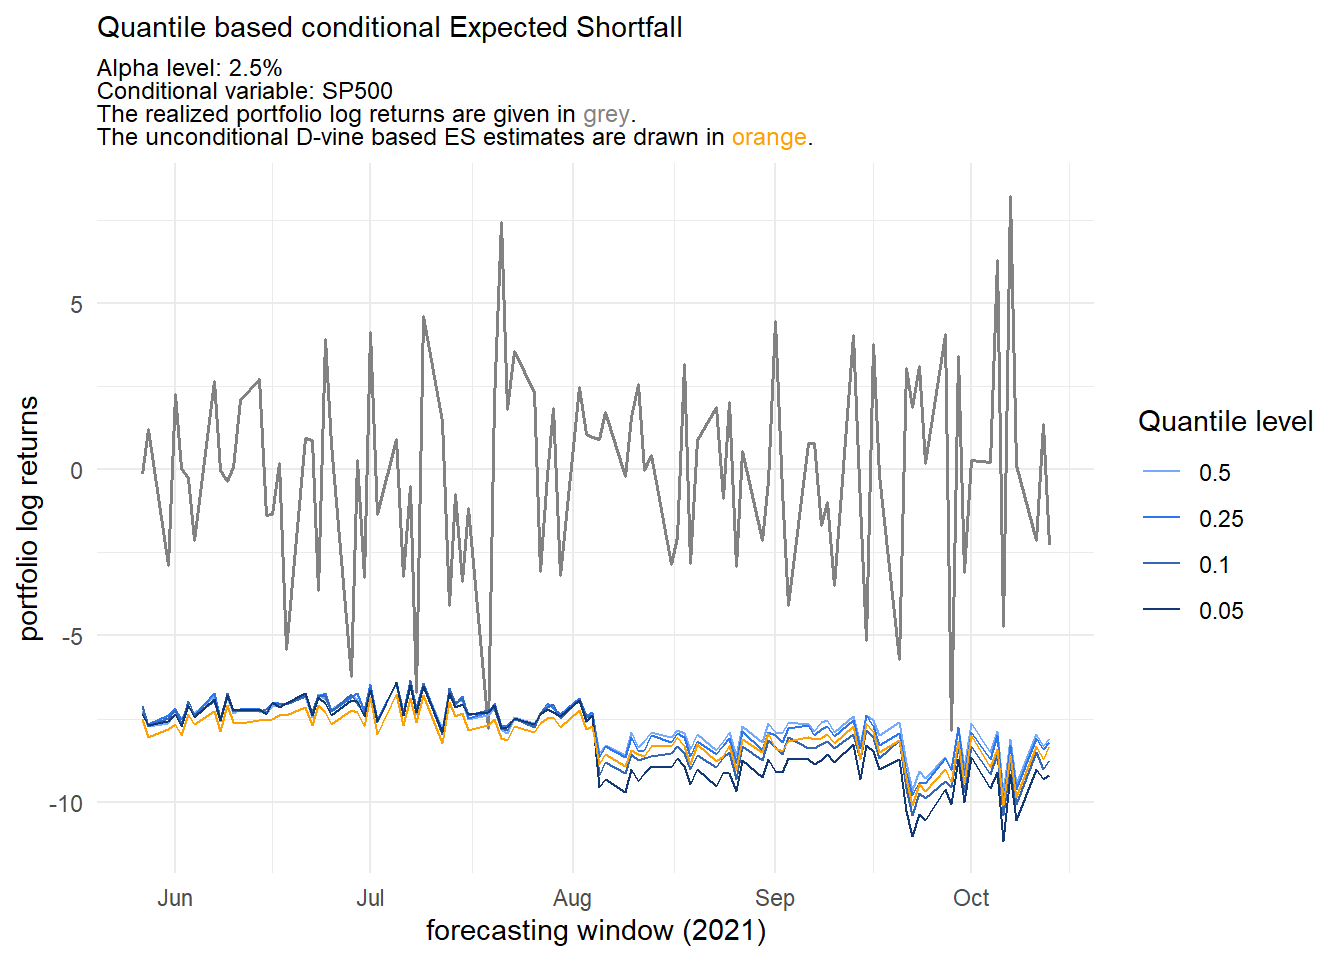 Quantile based conditional Expected Shortfall
Alpha level: 2.5%
Conditional variable: SP500
The realized portfolio log returns are given in grey.
The unconditional D-vine based ES estimates are drawn in orange.
portfolio log returns
5
0
-5
-10
Jun Jul Aug Sep Oct
forecasting window (2021)
Quantile level
0.5
0.25
0.1
0.05